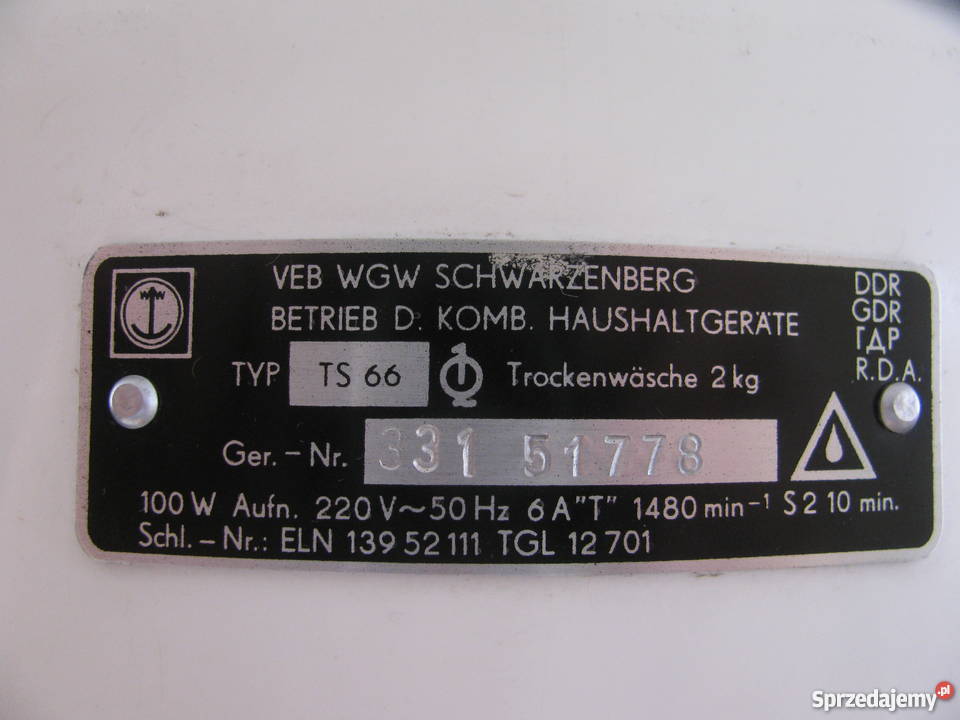 VEB WGW SCHWARZENBERG
BETRIEB D. KOMB. HAUSHALTGERÄTE
DDR
GDR
ГДР
R.D.A.
TYP TS 66 Trockenwäsche 2 kg
Ger. – Nr. 331 51778
100 W Aufn. 220 V~50 Hz 6 A"T" 1480 min⁻¹ S 2 10 min.
Schl. – Nr.: ELN 139 52 111 TGL 12 701
Sprzedajemy.pl